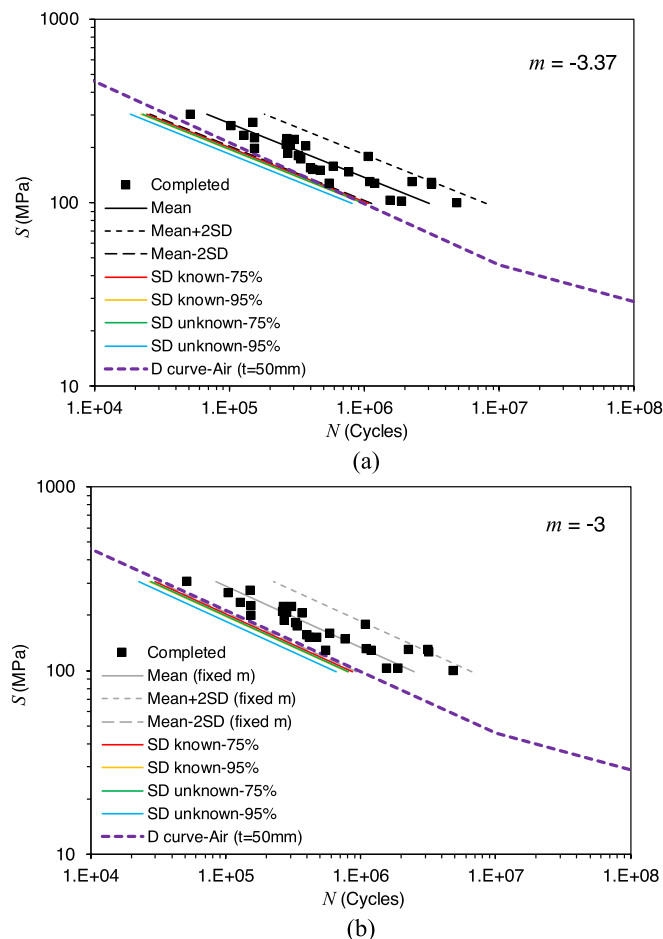 1000
m = -3.37
Completed
100
Mean
S (MPa)
Mean+2SD
Mean-2SD
SD known-75%
SD known-95%
SD unknown-75%
SD unknown-95%
D curve-Air (t=50mm)
10
1.E+04
1.E+05
1.E+06
1.E+07
1.E+08
N (Cycles)
(a)
1000
m = -3
Completed
100
Mean (fixed m)
S (MPa)
Mean+2SD (fixed m)
Mean-2SD (fixed m)
SD known-75%
SD known-95%
SD unknown-75%
SD unknown-95%
D curve-Air (t=50mm)
10
1.E+04
1.E+05
1.E+06
1.E+07
1.E+08
N (Cycles)
(b)